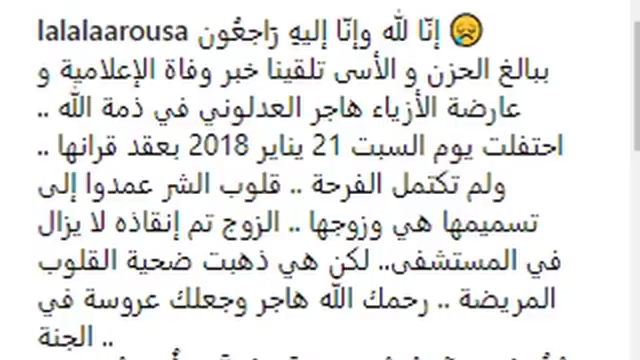 lalalaarousa إنّا لله وإنّا إليهِ رَاجعُون 😥
ببالغ الحزن و الأسى تلقينا خبر وفاة الإعلامية و
عارضة الأزياء هاجر العدلوني في ذمة الله ..
احتفلت يوم السبت 21 يناير 2018 بعقد قرانها ..
ولم تكتمل الفرحة .. قلوب الشر عمدوا إلى
تسميمها هي وزوجها .. الزوج تم إنقاذه لا يزال
في المستشفى.. لكن هي ذهبت ضحية القلوب
المريضة .. رحمك الله هاجر وجعلك عروسة في
الجنة ..